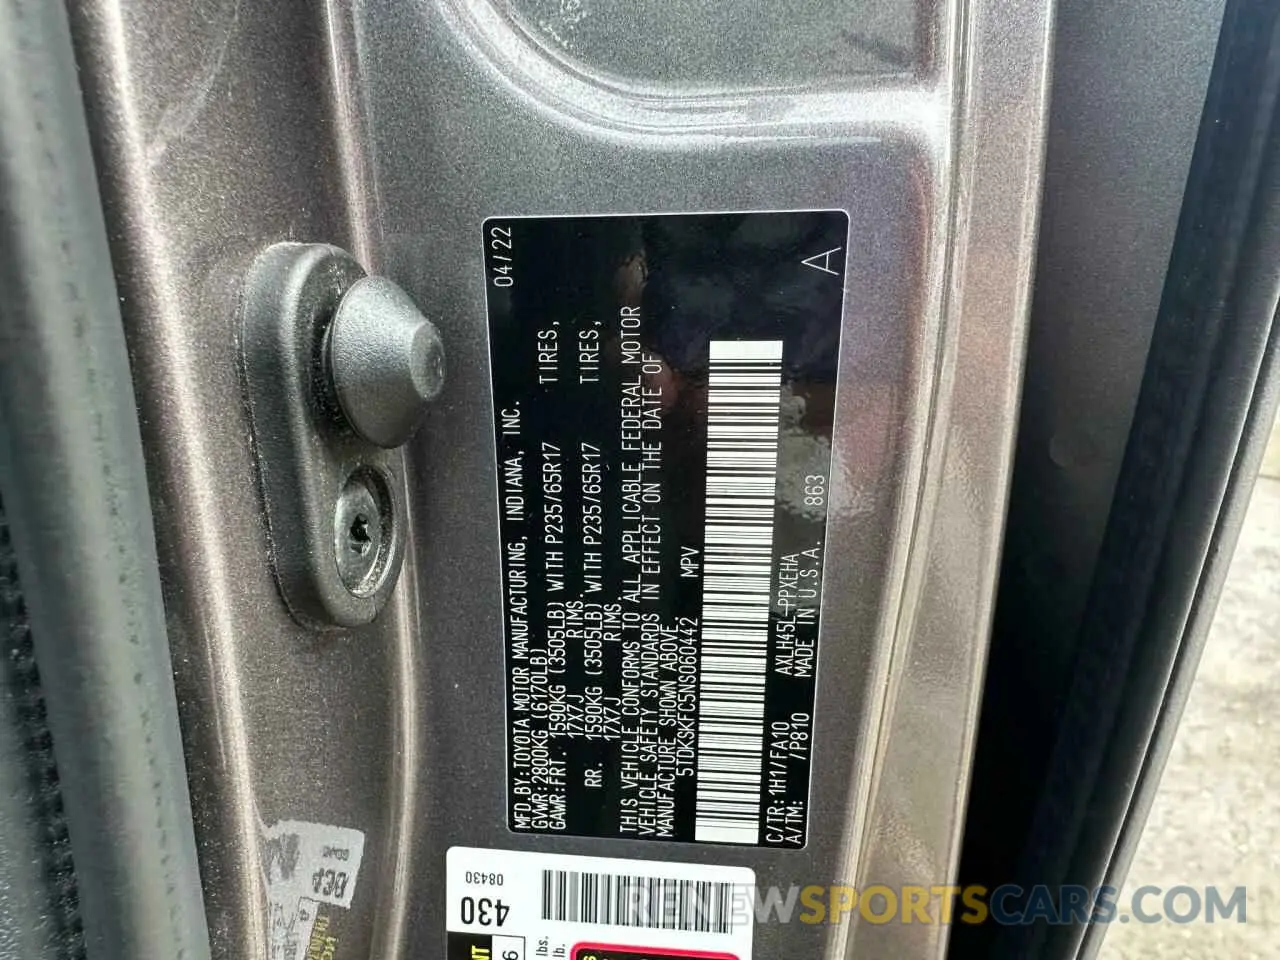 04/22
MFD.BY:TOYOTA MOTOR MANUFACTURING, INDIANA, INC.
GVWR:2800KG (6170LB)
GAWR:FRT. 1590KG (3505LB) WITH P235/65R17 TIRES,
17X7J RIMS.
RR. 1590KG (3505LB) WITH P235/65R17 TIRES,
17X7J RIMS
THIS VEHICLE CONFORMS TO ALL APPLICABLE FEDERAL MOTOR
VEHICLE SAFETY STANDARDS IN EFFECT ON THE DATE OF
MANUFACTURE SHOWN ABOVE.
5TDKSKFC5NS060442 MPV
C/TR:1H1/FA10 AXLH45L-PPXEHA
A/TM: /P810 MADE IN U.S.A. 863
A
08430
430
lbs.
lb.
RENEWSPORTSCARS.COM